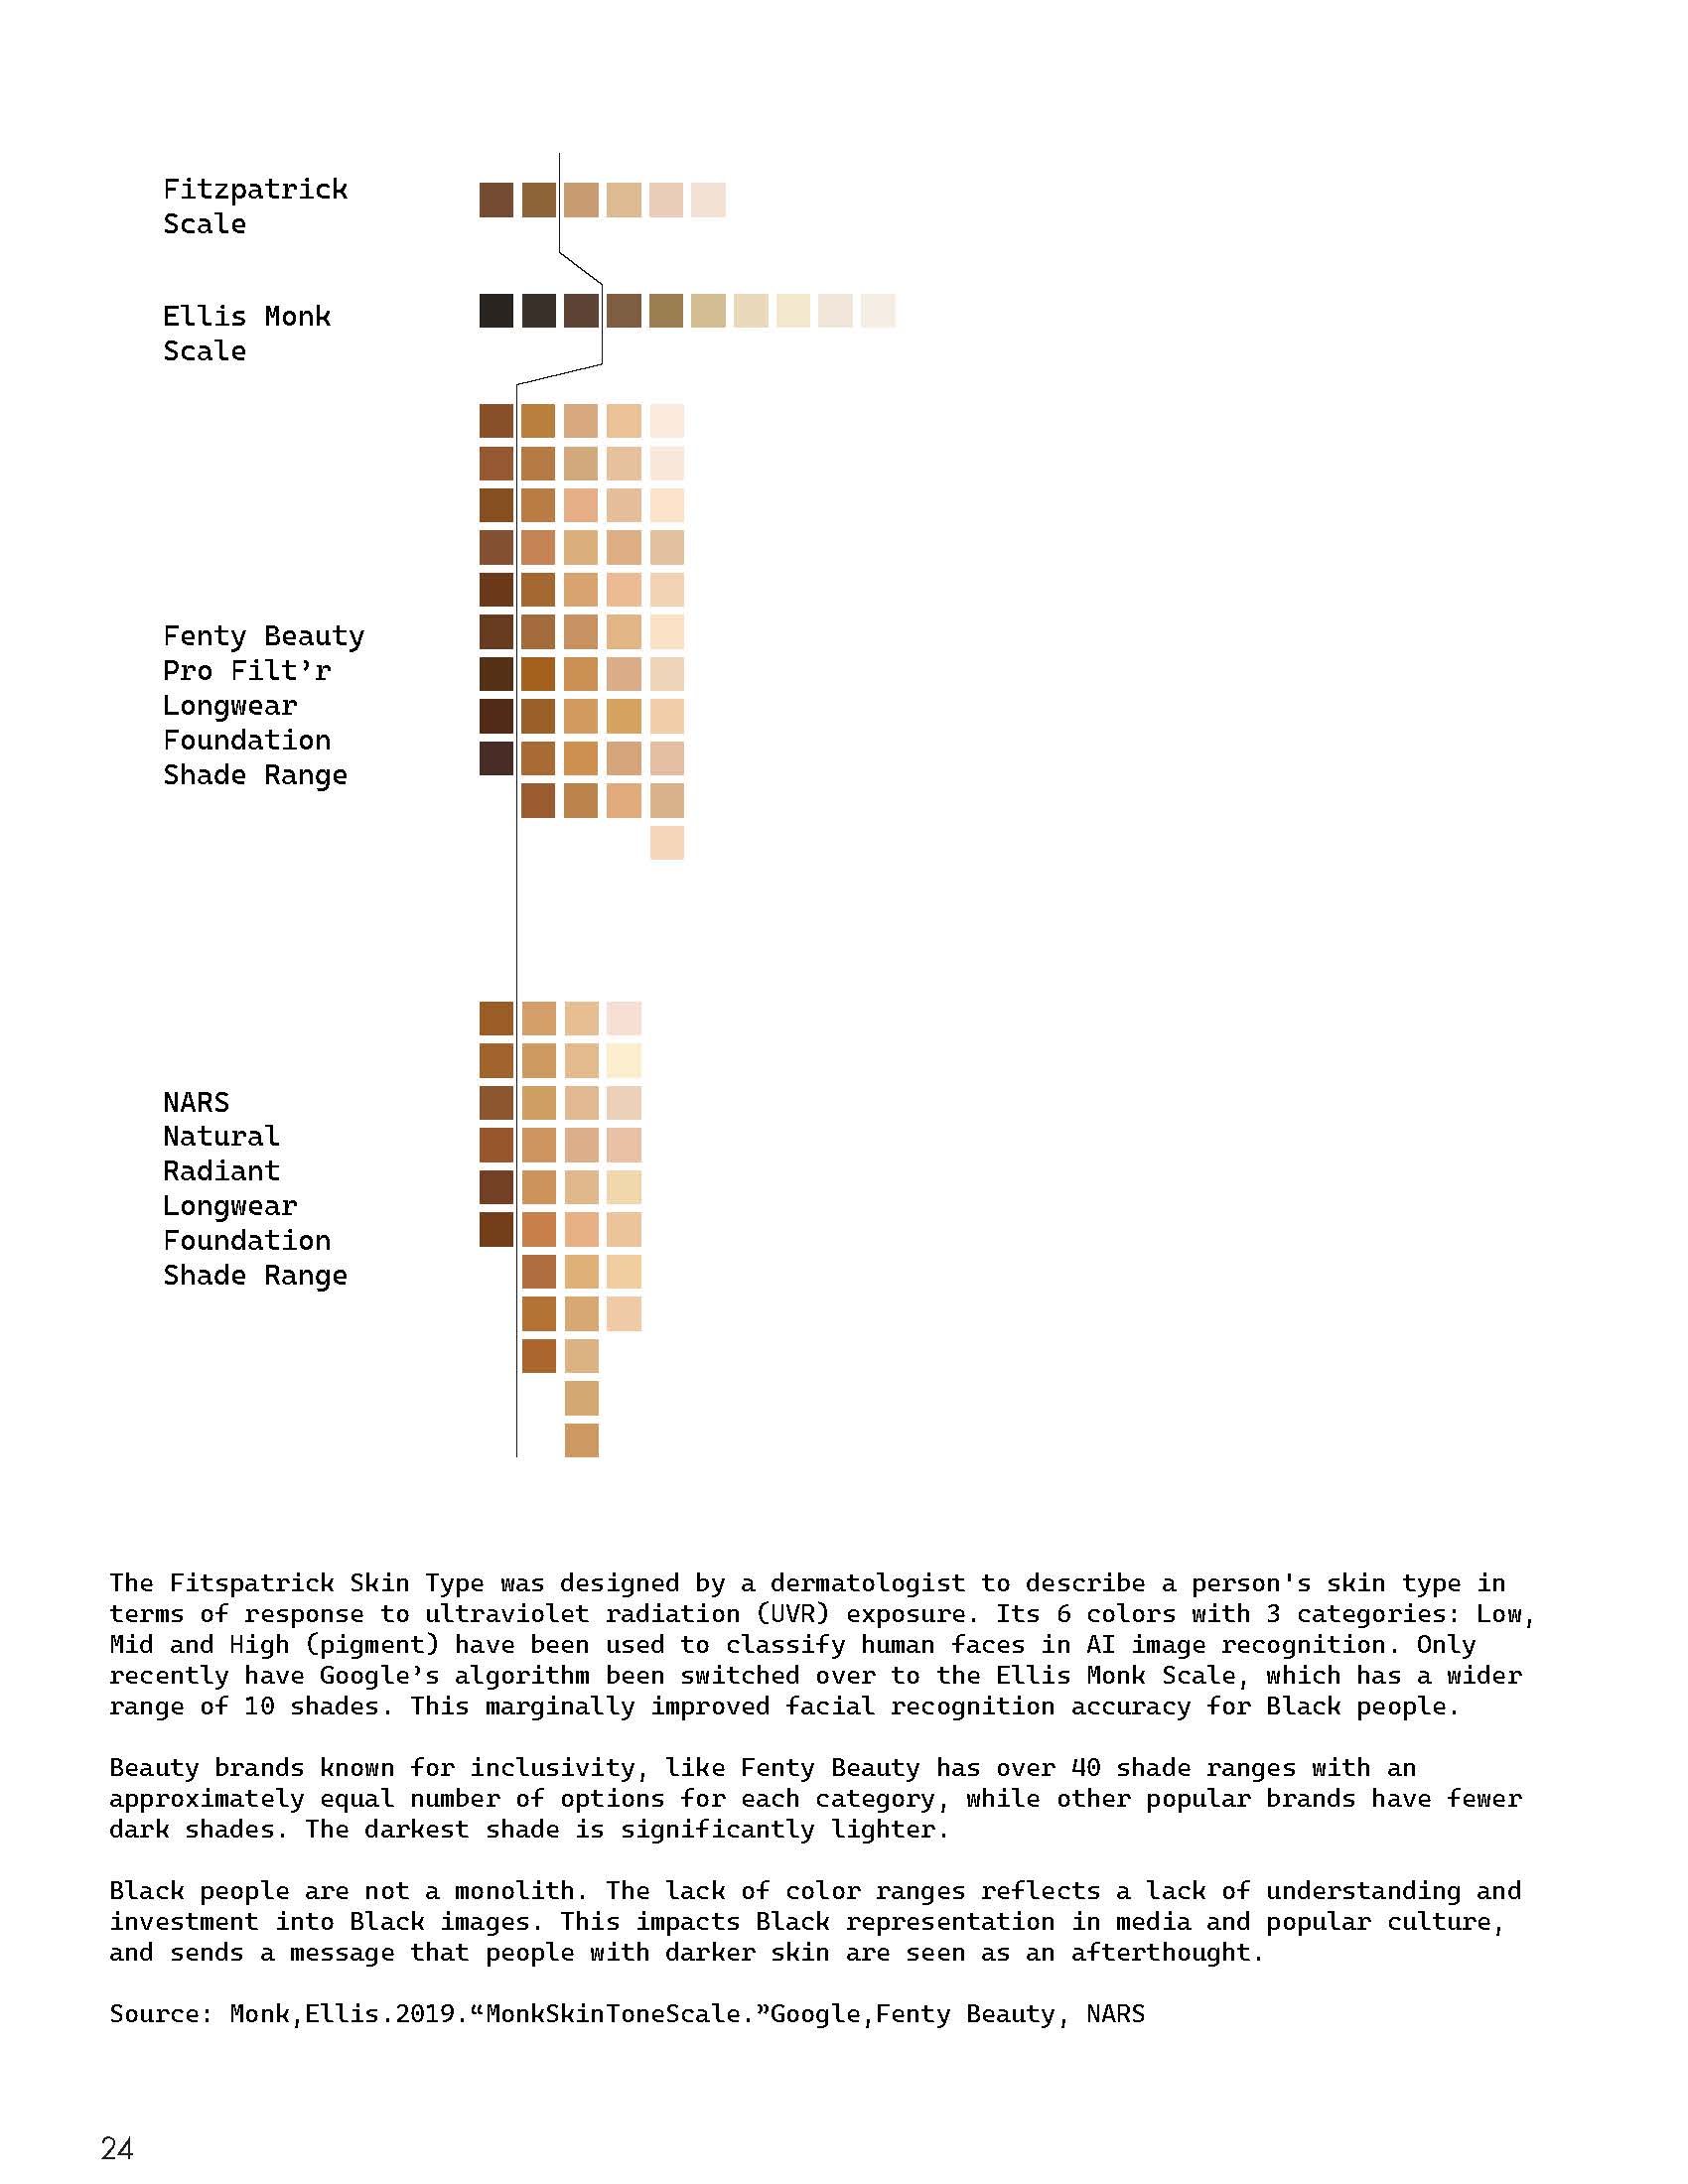 Fitzpatrick
Scale
Ellis Monk
Scale
Fenty Beauty
Pro Filt’r
Longwear
Foundation
Shade Range
NARS
Natural
Radiant
Longwear
Foundation
Shade Range
The Fitspatrick Skin Type was designed by a dermatologist to describe a person's skin type in
terms of response to ultraviolet radiation (UVR) exposure. Its 6 colors with 3 categories: Low,
Mid and High (pigment) have been used to classify human faces in AI image recognition. Only
recently have Google’s algorithm been switched over to the Ellis Monk Scale, which has a wider
range of 10 shades. This marginally improved facial recognition accuracy for Black people.
Beauty brands known for inclusivity, like Fenty Beauty has over 40 shade ranges with an
approximately equal number of options for each category, while other popular brands have fewer
dark shades. The darkest shade is significantly lighter.
Black people are not a monolith. The lack of color ranges reflects a lack of understanding and
investment into Black images. This impacts Black representation in media and popular culture,
and sends a message that people with darker skin are seen as an afterthought.
Source: Monk,Ellis.2019.“MonkSkinToneScale.”Google,Fenty Beauty, NARS
24